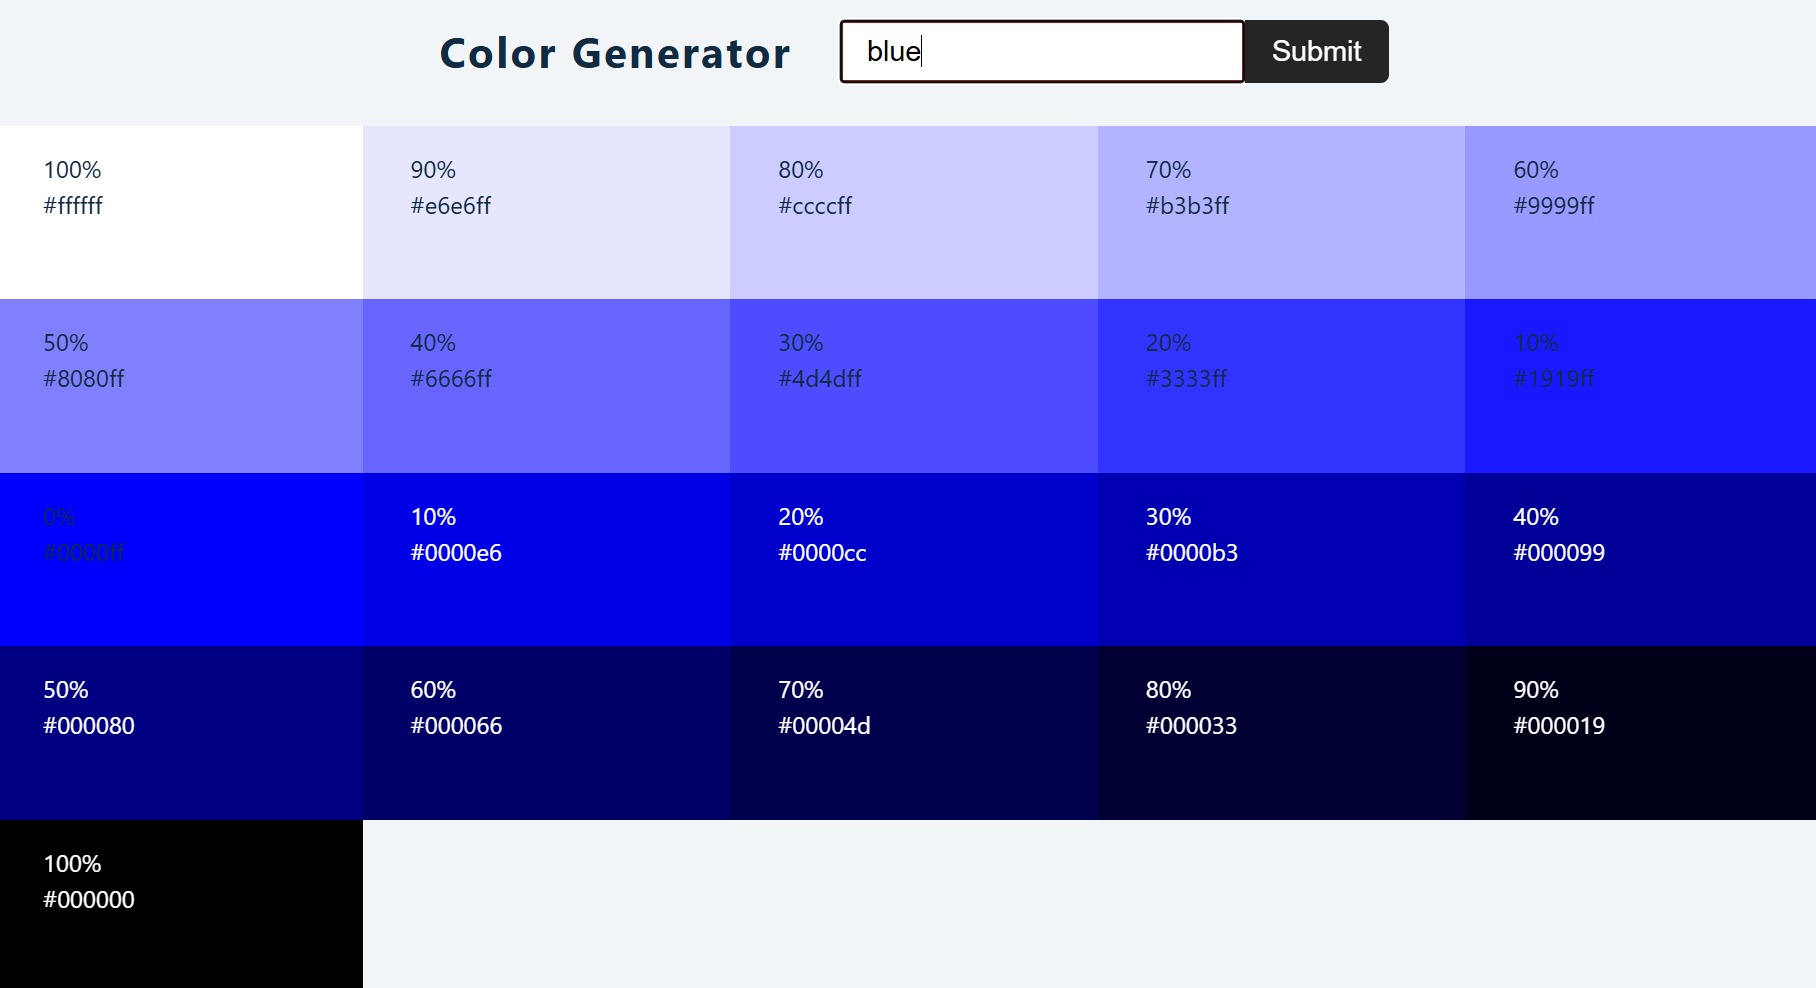 Color Generator
blue
Submit
100%
#ffffff
90%
#e6e6ff
80%
#ccccff
70%
#b3b3ff
60%
#9999ff
50%
#8080ff
40%
#6666ff
30%
#4d4dff
20%
#3333ff
10%
#1919ff
0%
#0000ff
10%
#0000e6
20%
#0000cc
30%
#0000b3
40%
#000099
50%
#000080
60%
#000066
70%
#00004d
80%
#000033
90%
#000019
100%
#000000